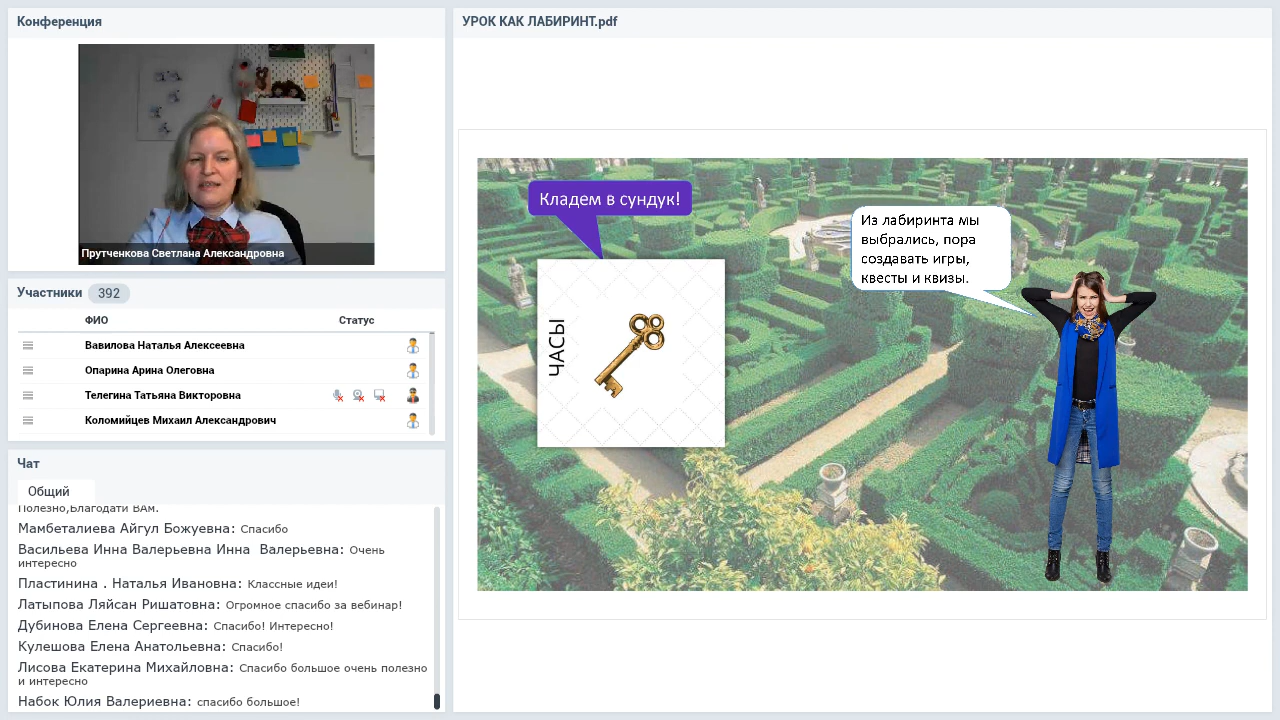 Конференция
Прутченкова Светлана Александровна
Участники 392
ФИО Статус
Вавилова Наталья Алексеевна
Опарина Арина Олеговна
Телегина Татьяна Викторовна
Коломийцев Михаил Александрович
Чат
Общий
Полезно,Благодати ВАм.
Мамбеталиева Айгул Божуевна: Спасибо
Васильева Инна Валерьевна Инна Валерьевна: Очень
интересно
Пластинина . Наталья Ивановна: Классные идеи!
Латыпова Ляйсан Ришатовна: Огромное спасибо за вебинар!
Дубинова Елена Сергеевна: Спасибо! Интересно!
Кулешова Елена Анатольевна: Спасибо!
Лисова Екатерина Михайловна: Спасибо большое очень полезно
и интересно
Набок Юлия Валериевна: спасибо большое!
УРОК КАК ЛАБИРИНТ.pdf
Кладем в сундук!
ЧАСЫ
Из лабиринта мы
выбрались, пора
создавать игры,
квесты и квизы.